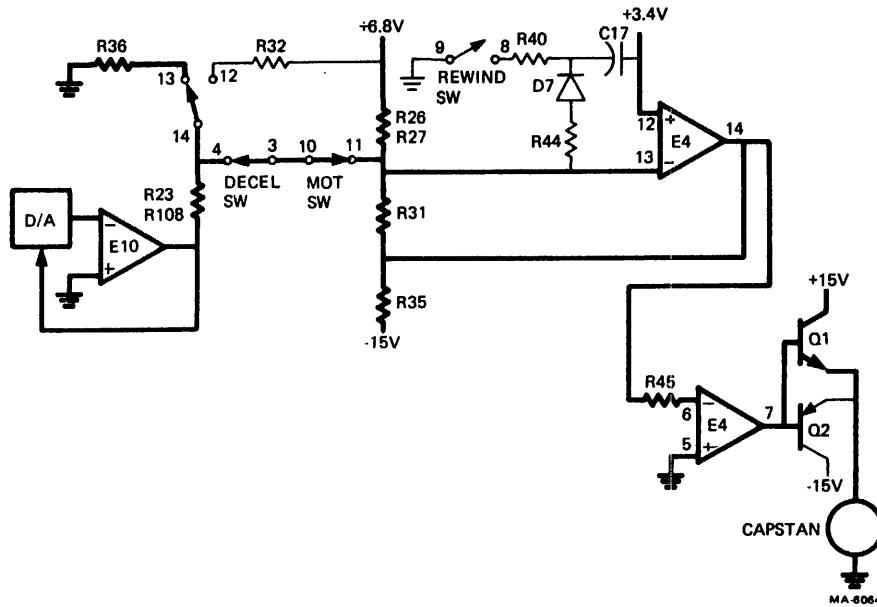 +3.4V
÷6.8V
C17
R36
R32
9
8
R40
REWIND
SW
D7
13
12
14
R26
R27
12
+
E4
14
R44
13
−
4
3
10
11
DECEL
SW
MOT
SW
R23
R108
R31
D/A
−
E10
+
R35
-15V
+15V
Q1
R45
6
−
E4
7
5
+
Q2
-15V
CAPSTAN
MA-6064